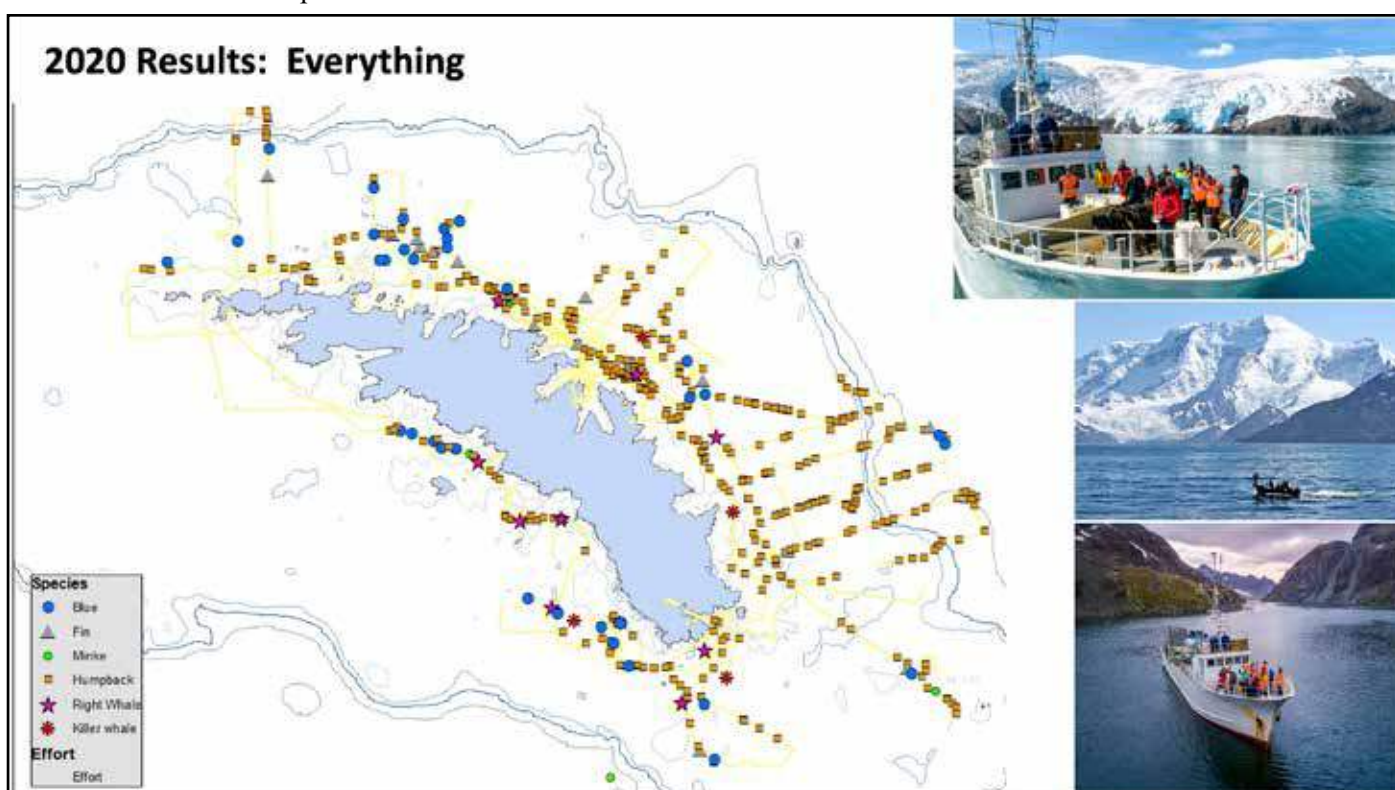 2020 Results: Everything
Species
Blue
Fin
Minke
Humpback
Right Whale
Killer whale
Effort
Effort